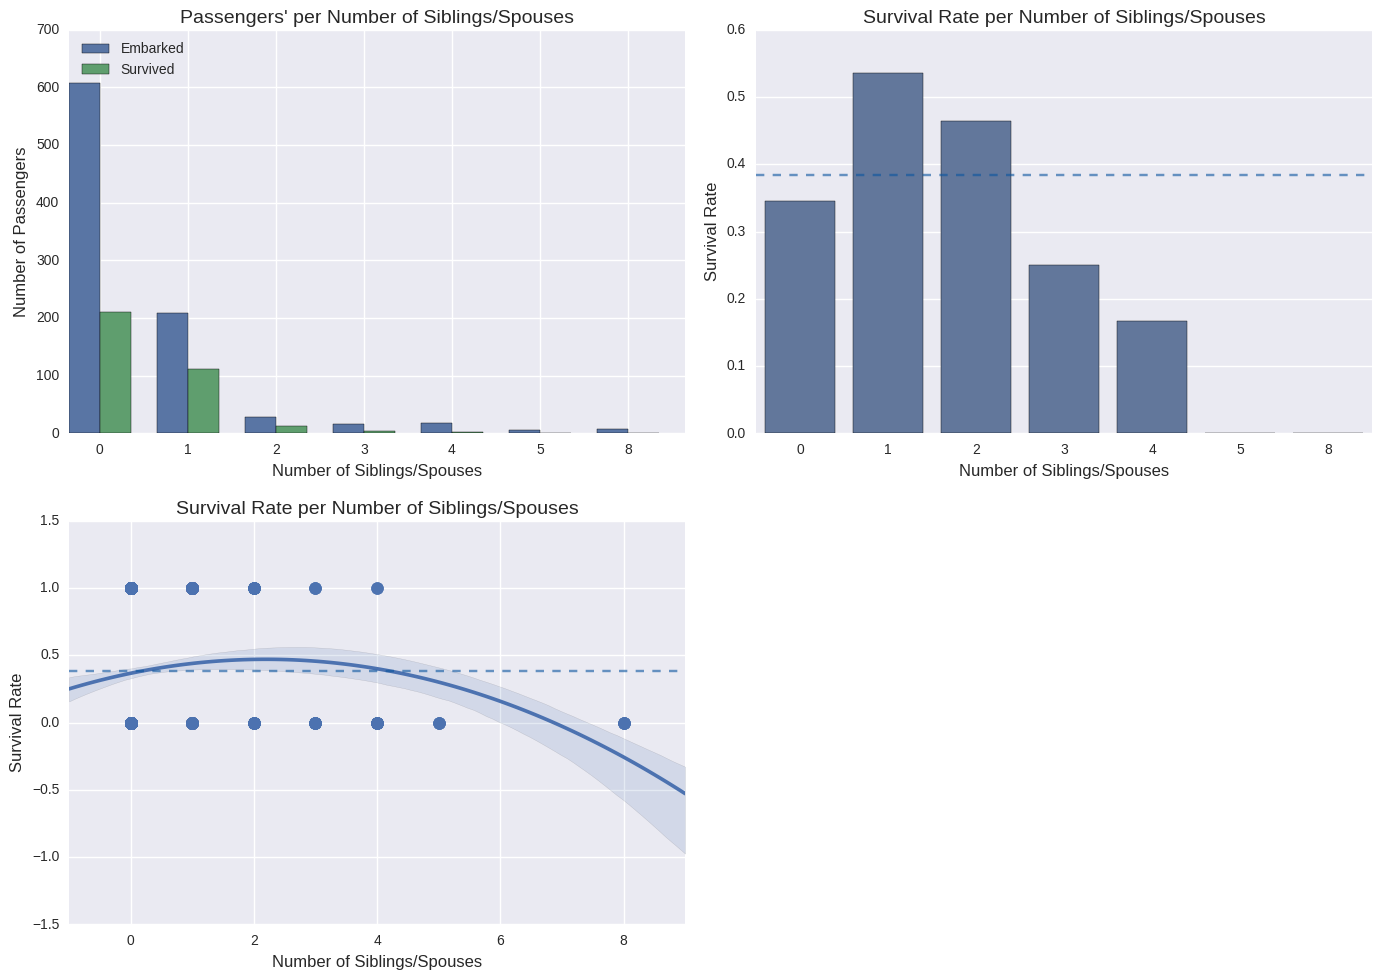 Passengers' per Number of Siblings/Spouses
700
600
500
400
300
200
100
0
Number of Passengers
Embarked
Survived
0 1 2 3 4 5 8
Number of Siblings/Spouses
Survival Rate per Number of Siblings/Spouses
0.6
0.5
0.4
0.3
0.2
0.1
0.0
Survival Rate
0 1 2 3 4 5 8
Number of Siblings/Spouses
Survival Rate per Number of Siblings/Spouses
1.5
1.0
0.5
0.0
−0.5
−1.0
−1.5
Survival Rate
0 2 4 6 8
Number of Siblings/Spouses